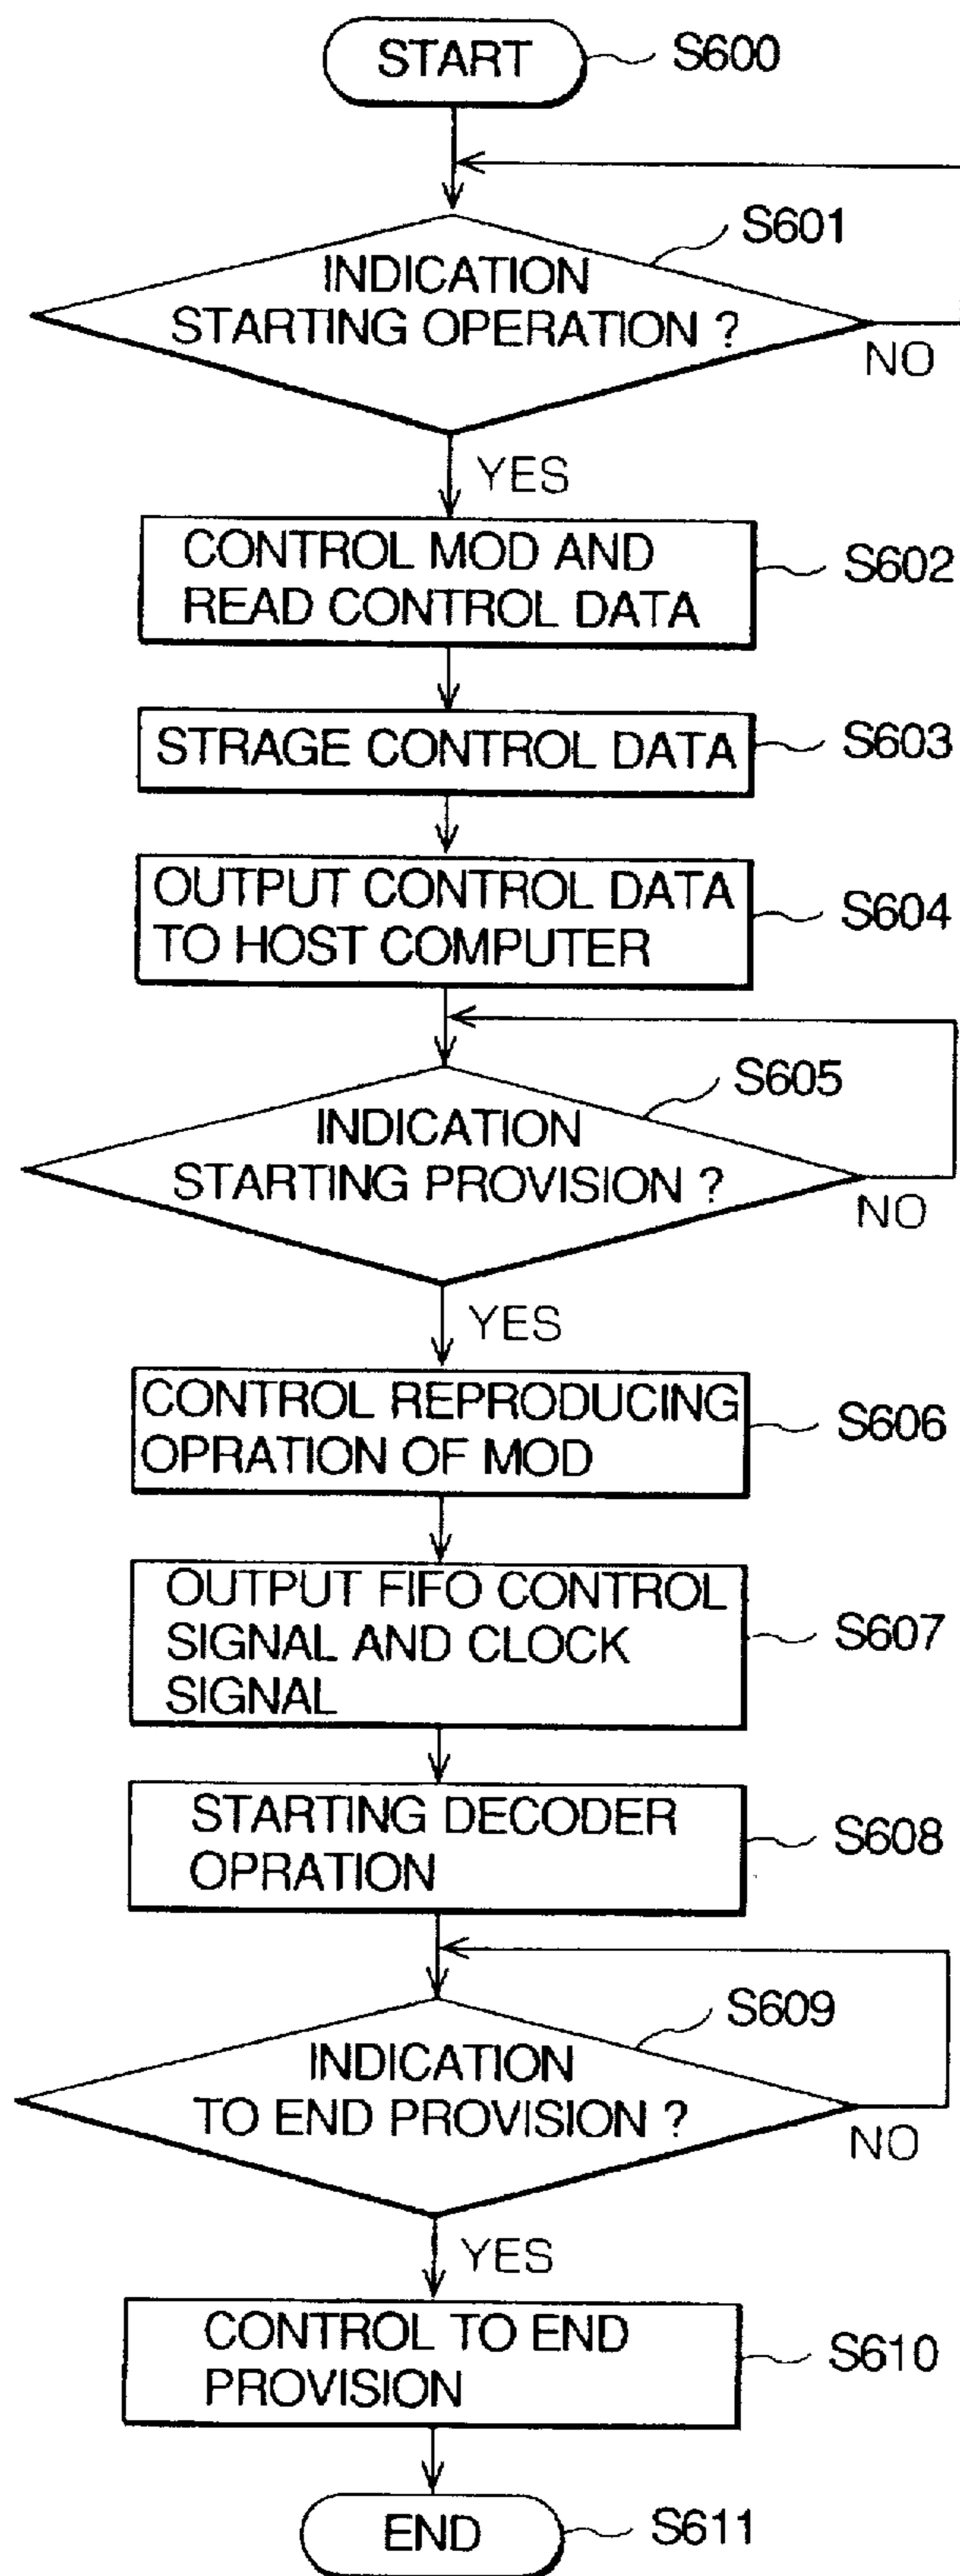 START
S600
S601
INDICATION
STARTING OPERATION ?
NO
YES
CONTROL MOD AND
READ CONTROL DATA
S602
STRAGE CONTROL DATA
S603
OUTPUT CONTROL DATA
TO HOST COMPUTER
S604
S605
INDICATION
STARTING PROVISION ?
NO
YES
CONTROL REPRODUCING
OPRATION OF MOD
S606
OUTPUT FIFO CONTROL
SIGNAL AND CLOCK
SIGNAL
S607
STARTING DECODER
OPRATION
S608
S609
INDICATION
TO END PROVISION ?
NO
YES
CONTROL TO END
PROVISION
S610
END
S611